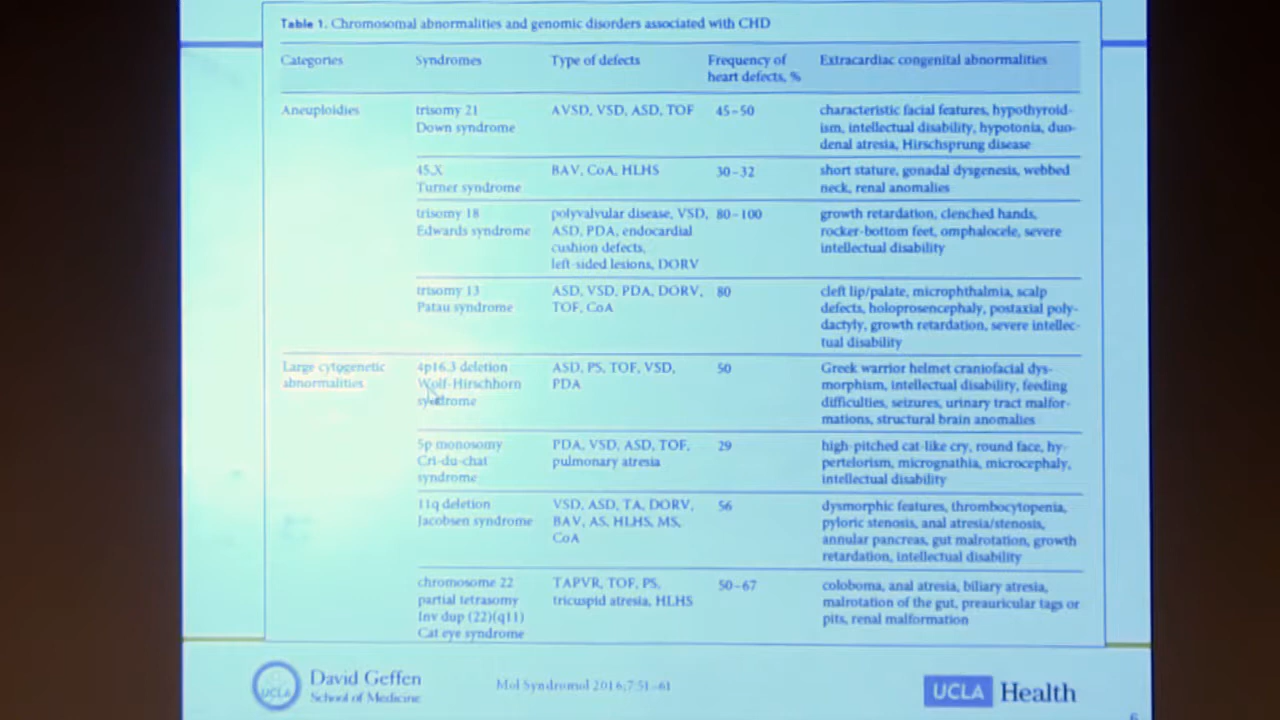 Table 1. Chromosomal abnormalities and genomic disorders associated with CHD
Categories Syndromes Type of defects Frequency of heart defects, % Extracardiac congenital abnormalities
Aneuploidies
trisomy 21
Down syndrome
AVSD, VSD, ASD, TOF
45–50
characteristic facial features, hypothyroid-
ism, intellectual disability, hypotonia, duo-
denal atresia, Hirschsprung disease
45,X
Turner syndrome
BAV, CoA, HLHS
30–32
short stature, gonadal dysgenesis, webbed
neck, renal anomalies
trisomy 18
Edwards syndrome
polyvalvular disease, VSD,
ASD, PDA, endocardial
cushion defects,
left-sided lesions, DORV
80–100
growth retardation, clenched hands,
rocker-bottom feet, omphalocele, severe
intellectual disability
trisomy 13
Patau syndrome
ASD, VSD, PDA, DORV,
TOF, CoA
80
cleft lip/palate, microphthalmia, scalp
defects, holoprosencephaly, postaxial poly-
dactyly, growth retardation, severe intellec-
tual disability
Large cytogenetic
abnormalities
4p16.3 deletion
Wolf-Hirschhorn
syndrome
ASD, PS, TOF, VSD,
PDA
50
Greek warrior helmet craniofacial dys-
morphism, intellectual disability, feeding
difficulties, seizures, urinary tract malfor-
mations, structural brain anomalies
5p monosomy
Cri-du-chat
syndrome
PDA, VSD, ASD, TOF,
pulmonary atresia
29
high-pitched cat-like cry, round face, hy-
pertelorism, micrognathia, microcephaly,
intellectual disability
11q deletion
Jacobsen syndrome
VSD, ASD, TA, DORV,
BAV, AS, HLHS, MS,
CoA
56
dysmorphic features, thrombocytopenia,
pyloric stenosis, anal atresia/stenosis,
annular pancreas, gut malrotation, growth
retardation, intellectual disability
chromosome 22
partial tetrasomy
Inv dup (22)(q11)
Cat eye syndrome
TAPVR, TOF, PS,
tricuspid atresia, HLHS
50–67
coloboma, anal atresia, biliary atresia,
malrotation of the gut, preauricular tags or
pits, renal malformation
UCLA
David Geffen
School of Medicine
Mol Syndromol 2016;7:51–61
UCLA Health
6